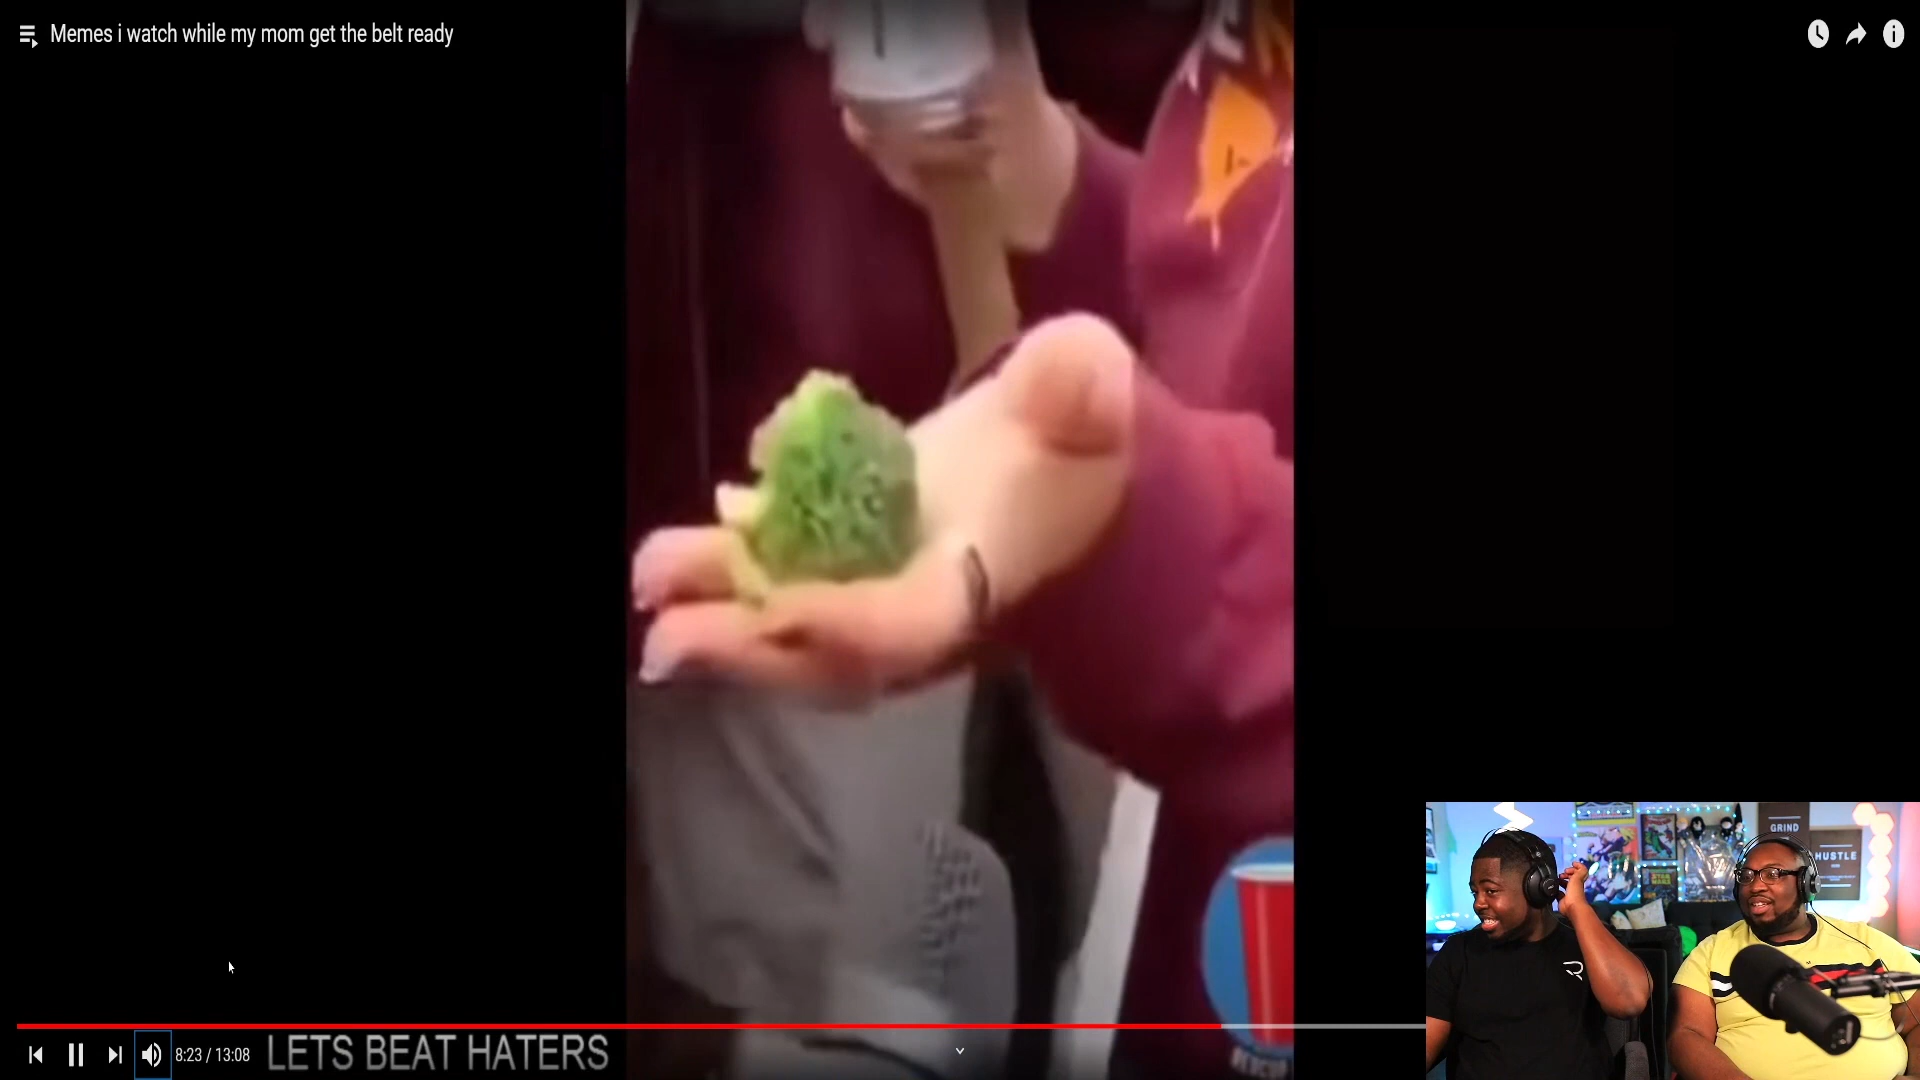 Memes i watch while my mom get the belt ready
GRIND
HUSTLE
8:23 / 13:08
LETS BEAT HATERS